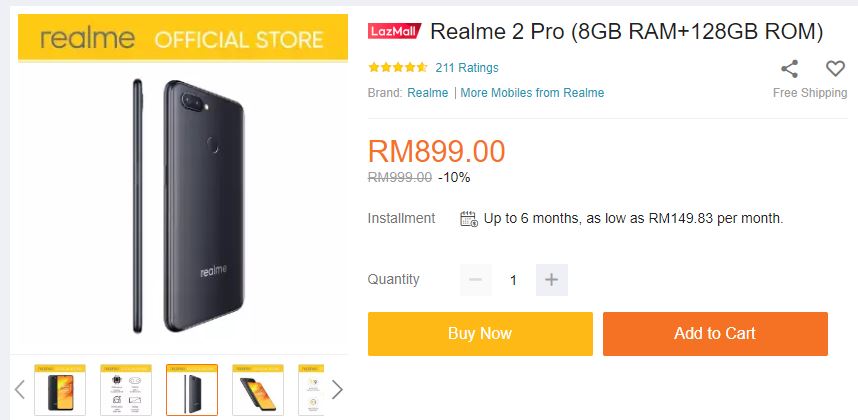 realme OFFICIAL STORE
realme
LazMall Realme 2 Pro (8GB RAM+128GB ROM)
211 Ratings
Brand: Realme | More Mobiles from Realme
Free Shipping
RM899.00
RM999.00 -10%
Installment Up to 6 months, as low as RM149.83 per month.
Quantity 1
Buy Now
Add to Cart